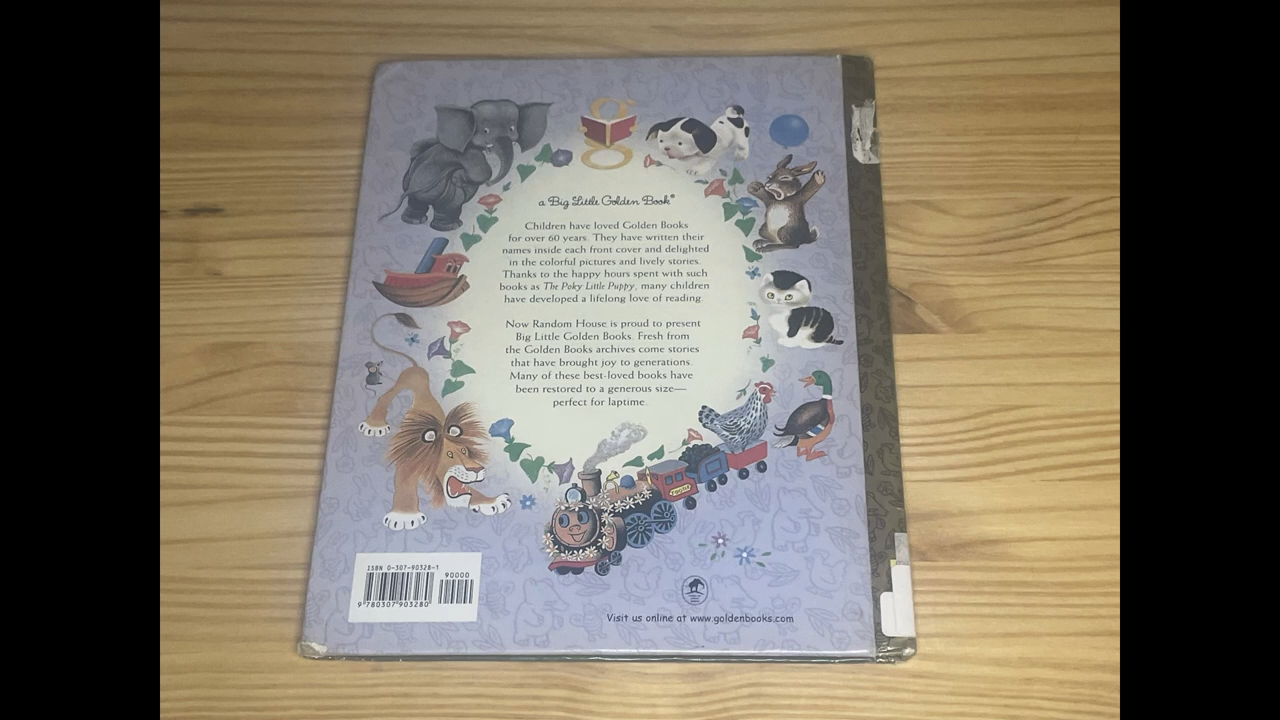 a Big Little Golden Book®
Children have loved Golden Books
for over 60 years. They have written their
names inside each front cover and delighted
in the colorful pictures and lively stories.
Thanks to the happy hours spent with such
books as The Poky Little Puppy, many children
have developed a lifelong love of reading.
Now Random House is proud to present
Big Little Golden Books. Fresh from
the Golden Books archives come stories
that have brought joy to generations.
Many of these best-loved books have
been restored to a generous size—
perfect for laptime.
ISBN 0-307-90328-1
90000
9 780307 903280
Visit us online at www.goldenbooks.com